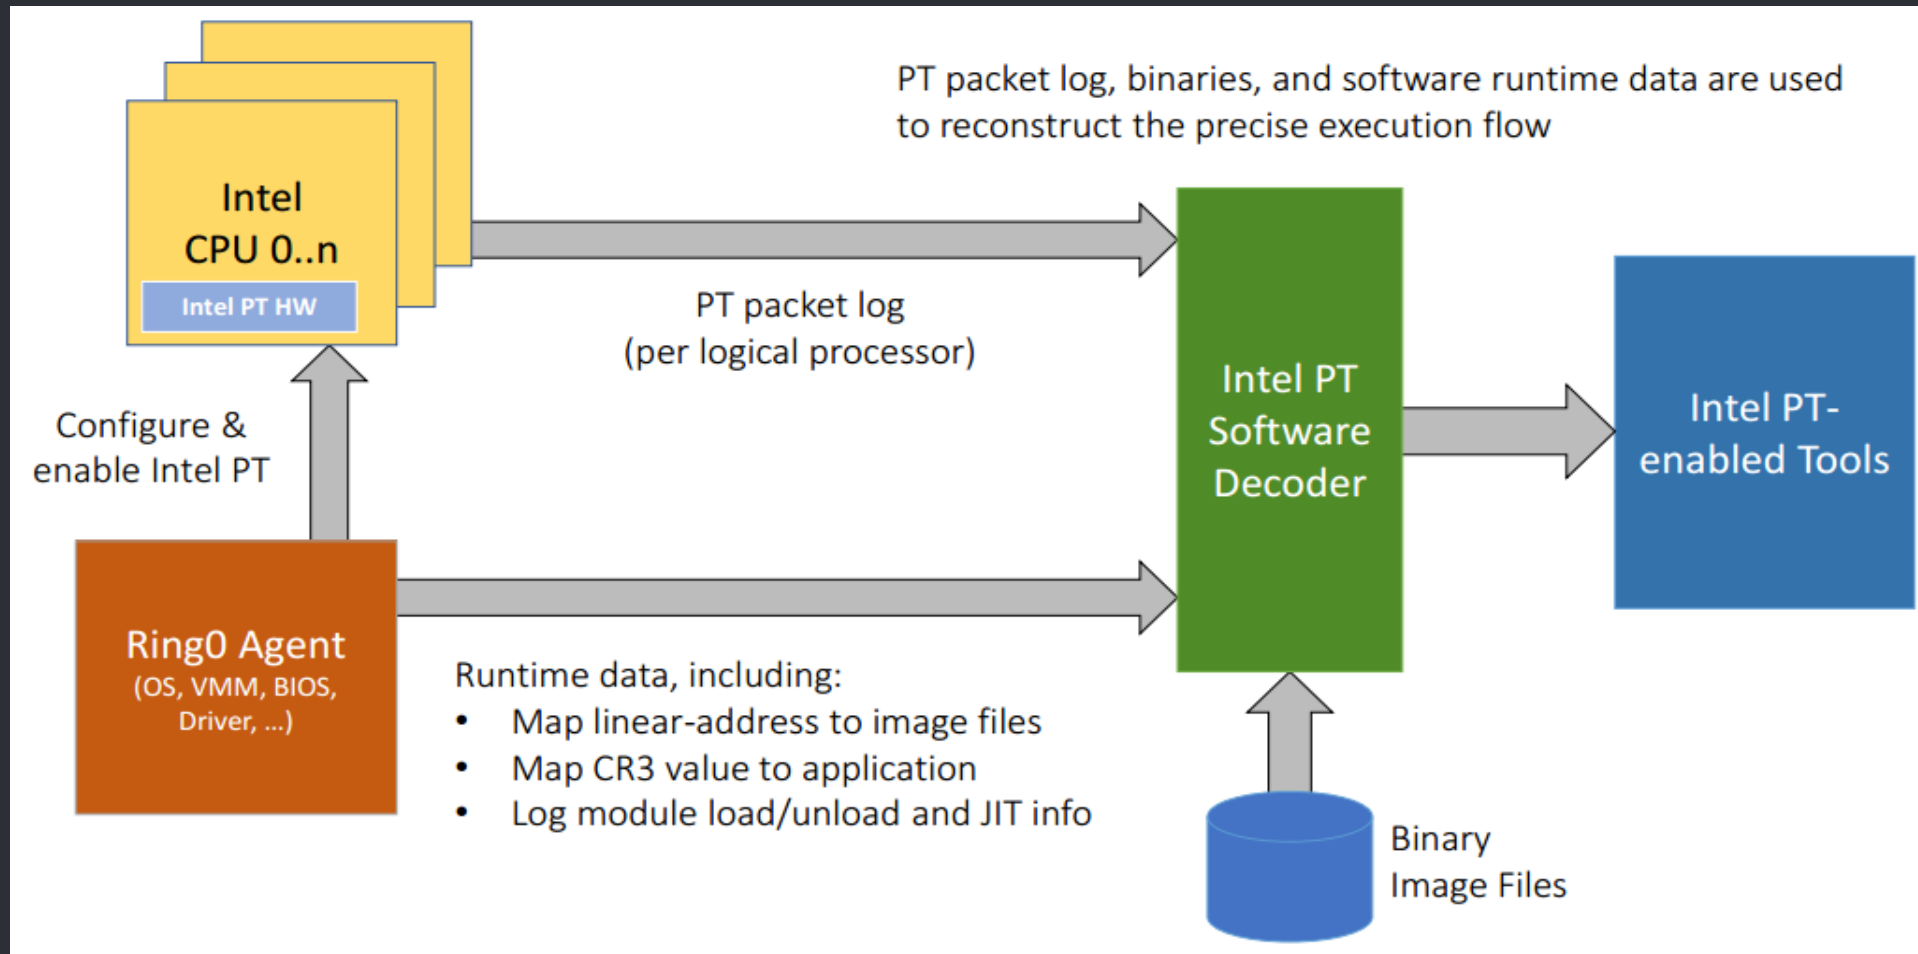 PT packet log, binaries, and software runtime data are used
to reconstruct the precise execution flow
Intel
CPU 0..n
Intel PT HW
PT packet log
(per logical processor)
Configure &
enable Intel PT
Intel PT
Software
Decoder
Intel PT-
enabled Tools
Ring0 Agent
(OS, VMM, BIOS,
Driver, ...)
Runtime data, including:
• Map linear-address to image files
• Map CR3 value to application
• Log module load/unload and JIT info
Binary
Image Files